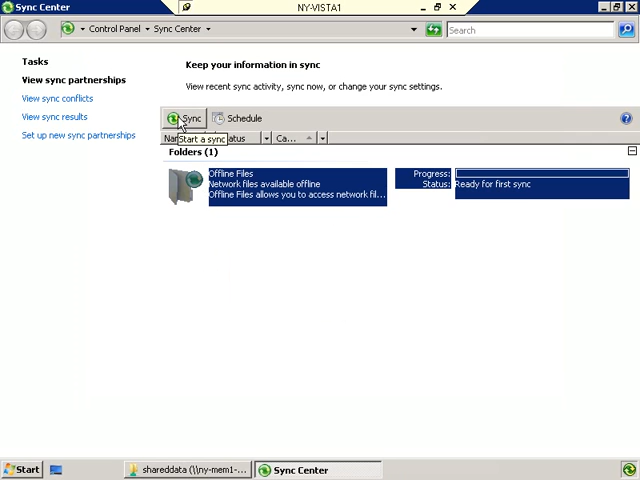 Sync Center
NY-VISTA1
Control Panel
Sync Center
Search
Tasks
View sync partnerships
View sync conflicts
View sync results
Set up new sync partnerships
Keep your information in sync
View recent sync activity, sync now, or change your sync settings.
Sync
Schedule
Start a sync
Ca...
Folders (1)
Offline Files
Network files available offline
Offline Files allows you to access network fil...
Progress:
Status: Ready for first sync
Start
shareddata (\\ny-mem1-...
Sync Center